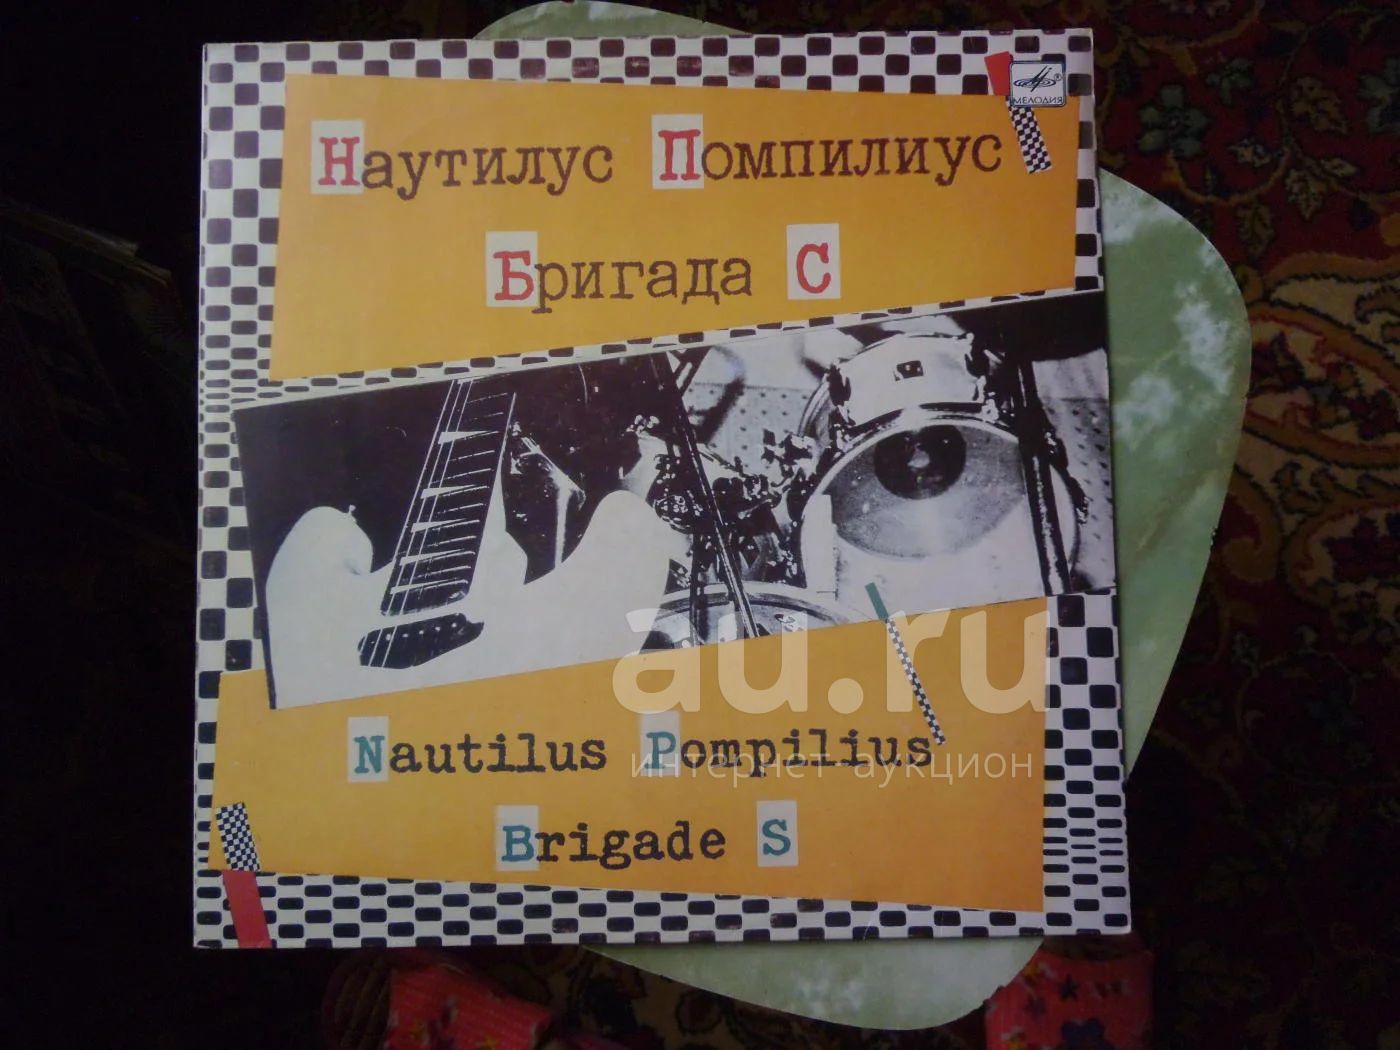 МЕЛОДИЯ
Наутилус Помпилиус
Бригада С
au.ru
интернет аукцион
Nautilus Pompilius
Brigade S